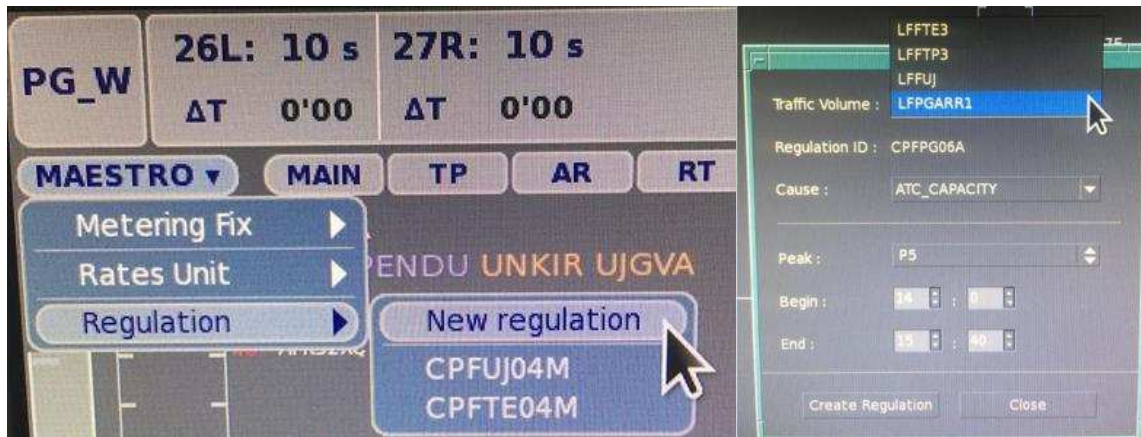 PG_W
26L: 10 s 27R: 10 s
ΔT 0'00 ΔT 0'00
MAESTRO ▼ MAIN TP AR RT
Metering Fix
Rates Unit
Regulation
UNKIR UJGVA
New regulation
CPFUJ04M
CPFTE04M
LFFTE3
LFFTP3
LFFUJ
Traffic Volume : LFPGARR1
Regulation ID : CPFPG06A
Cause : ATC_CAPACITY
Peak : P5
Begin : 14 : 0
End : 15 : 40
Create Regulation Close